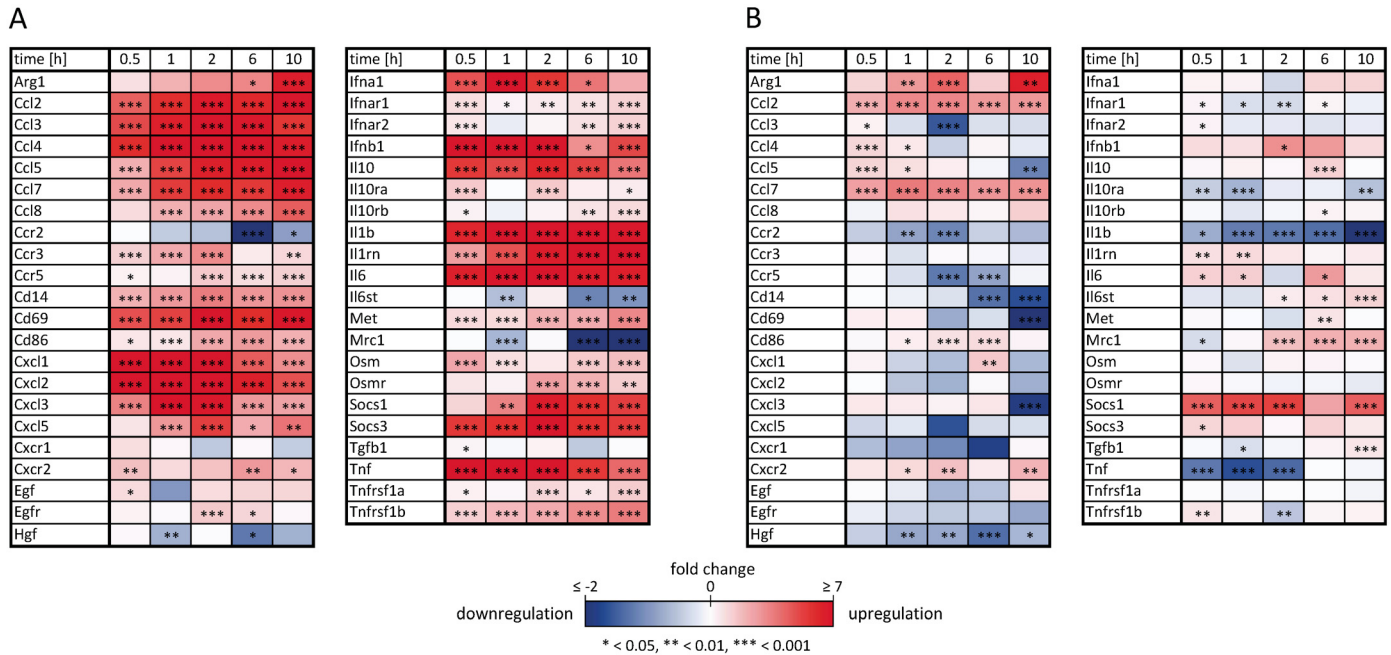 A
time [h] 0.5 1 2 6 10
Arg1 * ***
Ccl2 *** *** *** *** ***
Ccl3 *** *** *** *** ***
Ccl4 *** *** *** *** ***
Ccl5 *** *** *** *** ***
Ccl7 *** *** *** *** ***
Ccl8 *** *** *** ***
Ccr2 *** *
Ccr3 *** *** *** **
Ccr5 * *** *** ***
Cd14 *** *** *** *** ***
Cd69 *** *** *** *** ***
Cd86 * *** *** *** ***
Cxcl1 *** *** *** *** ***
Cxcl2 *** *** *** *** ***
Cxcl3 *** *** *** *** ***
Cxcl5 *** *** * **
Cxcr1
Cxcr2 ** ** *
Egf *
Egfr *** *
Hgf ** *
time [h] 0.5 1 2 6 10
Ifna1 *** *** *** *
Ifnar1 *** * ** ** ***
Ifnar2 *** ** ***
Ifnb1 *** *** *** * ***
Il10 *** *** *** *** ***
Il10ra *** *** *
Il10rb * ** ***
Il1b *** *** *** *** ***
Il1rn *** *** *** *** ***
Il6 *** *** *** *** ***
Il6st ** * **
Met *** *** *** *** ***
Mrc1 *** *** ***
Osm *** *** *** ***
Osmr *** *** **
Socs1 ** *** *** ***
Socs3 *** *** *** *** ***
Tgfb1 *
Tnf *** *** *** *** ***
Tnfrsf1a * *** * ***
Tnfrsf1b *** *** *** *** ***
B
time [h] 0.5 1 2 6 10
Arg1 ** *** **
Ccl2 *** *** *** *** ***
Ccl3 * ***
Ccl4 *** *
Ccl5 *** * **
Ccl7 *** *** *** *** ***
Ccl8
Ccr2 ** ***
Ccr3
Ccr5 *** ***
Cd14 *** ***
Cd69 ***
Cd86 * *** ***
Cxcl1 **
Cxcl2
Cxcl3 ***
Cxcl5
Cxcr1
Cxcr2 * ** **
Egf
Egfr
Hgf ** ** *** *
time [h] 0.5 1 2 6 10
Ifna1
Ifnar1 * * ** *
Ifnar2 *
Ifnb1 *
Il10 ***
Il10ra ** *** **
Il10rb *
Il1b * *** *** *** ***
Il1rn ** **
Il6 * * *
Il6st * * ***
Met **
Mrc1 * *** *** ***
Osm
Osmr
Socs1 *** *** *** ***
Socs3 *
Tgfb1 * ***
Tnf *** *** ***
Tnfrsf1a
Tnfrsf1b ** **
fold change
≤ -2 0 ≥ 7
downregulation upregulation
* < 0.05, ** < 0.01, *** < 0.001